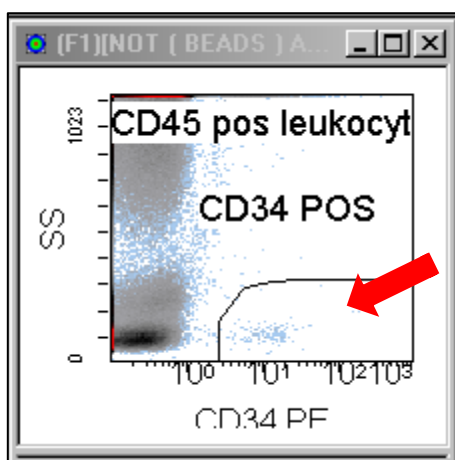 (F1)[NOT ( BEADS ) A...
1023
CD45 pos leukocyt
CD34 POS
SS
0
10⁰ 10¹ 10² 10³
CD34 PE